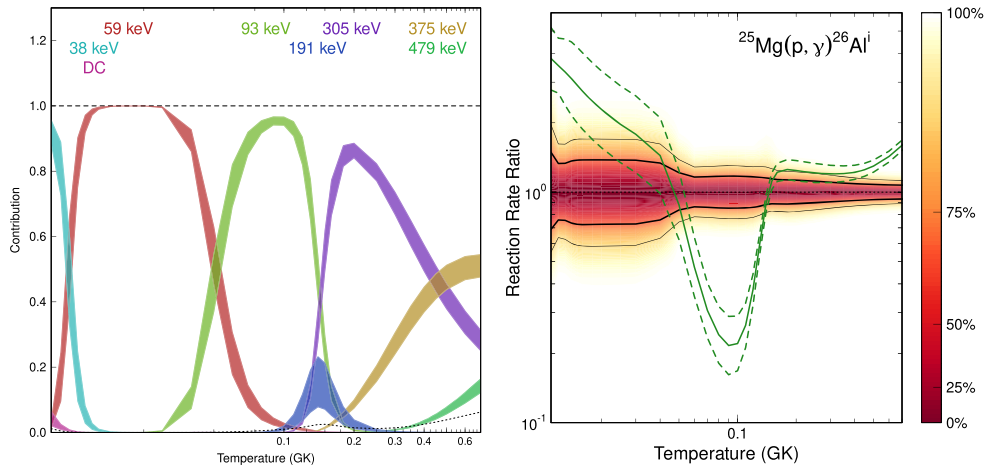 59 keV 93 keV 305 keV 375 keV
38 keV 191 keV 479 keV
DC
1.2
1.0
0.8
0.6
0.4
0.2
0.0
Contribution
0.1 0.2 0.3 0.4 0.6
Temperature (GK)
²⁵Mg(p, γ)²⁶Alⁱ
Reaction Rate Ratio
10⁰
10⁻¹
0.1
Temperature (GK)
100%
75%
50%
25%
0%